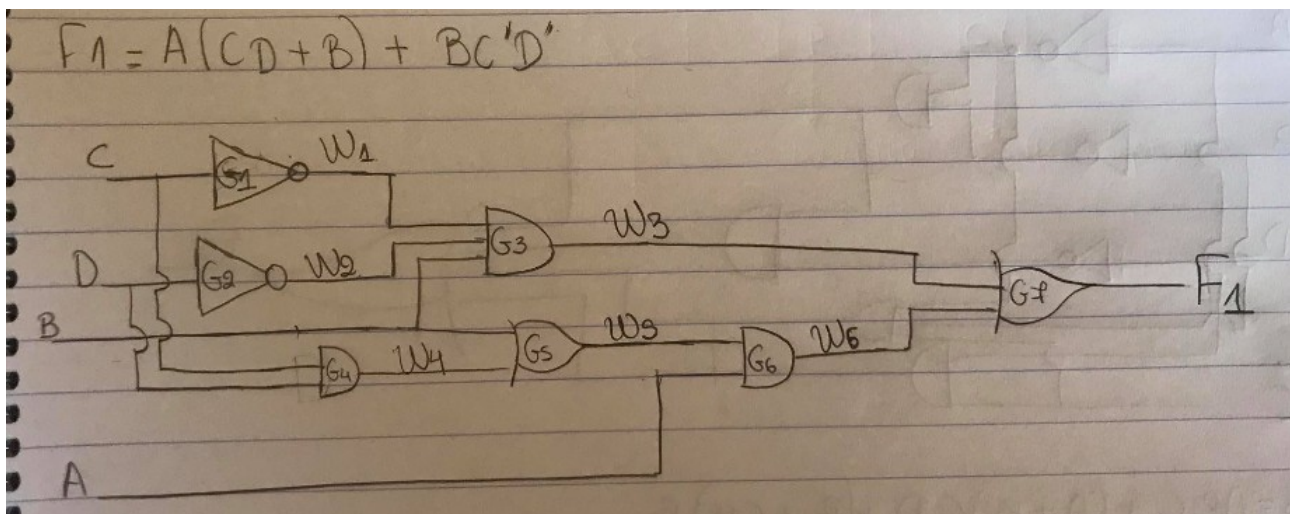 F1 = A(CD + B) + BC'D'
C
G1
W1
G3
W3
D
G2
W2
G7
F1
B
G4
W4
G5
W5
G6
W6
A